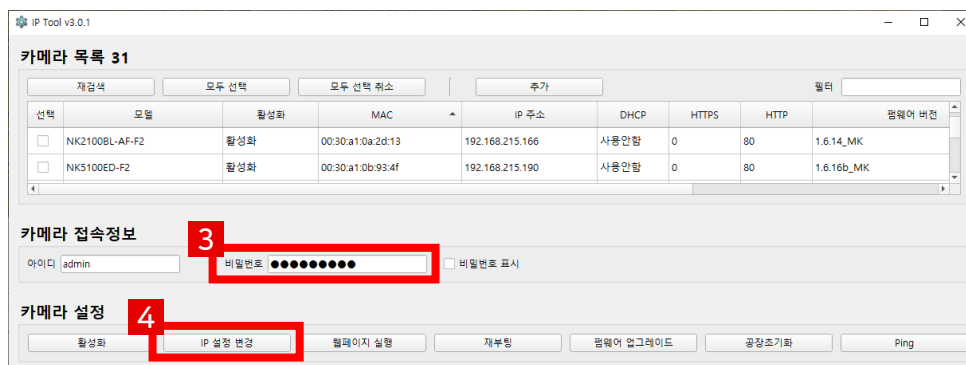 IP Tool v3.0.1
카메라 목록 31
재검색 모두 선택 모두 선택 취소 추가 필터
선택 모델 활성화 MAC IP 주소 DHCP HTTPS HTTP 펌웨어 버전
NK2100BL-AF-F2 활성화 00:30:a1:0a:2d:13 192.168.215.166 사용안함 0 80 1.6.14_MK
NK5100ED-F2 활성화 00:30:a1:0b:93:4f 192.168.215.190 사용안함 0 80 1.6.16b_MK
카메라 접속정보
3
아이디 admin 비밀번호 ●●●●●●●●● 비밀번호 표시
카메라 설정
4
활성화 IP 설정 변경 웹페이지 실행 재부팅 펌웨어 업그레이드 공장초기화 Ping